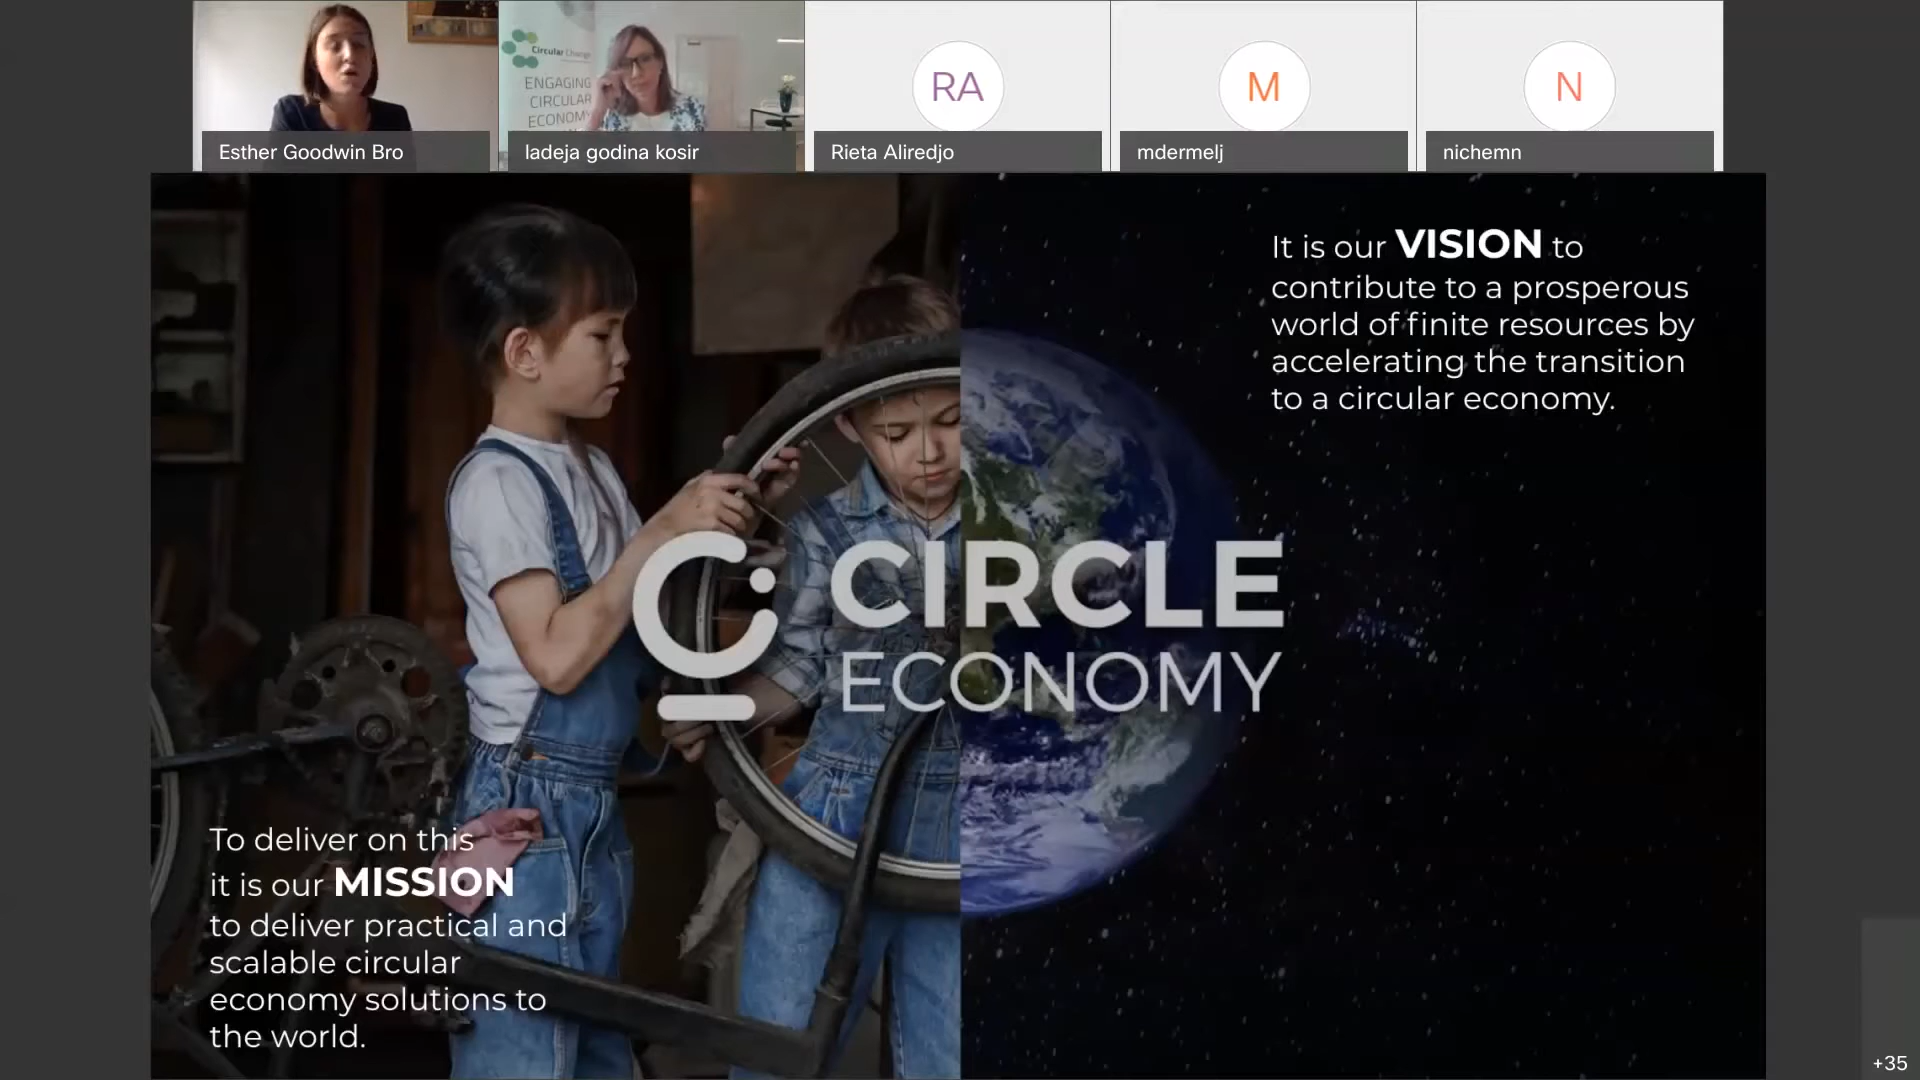 Circular Change
ENGAGING
CIRCULAR
ECONOMY
RA
M
N
Esther Goodwin Bro
ladeja godina kosir
Rieta Aliredjo
mdermelj
nichemn
It is our VISION to
contribute to a prosperous
world of finite resources by
accelerating the transition
to a circular economy.
CIRCLE
ECONOMY
To deliver on this
it is our MISSION
to deliver practical and
scalable circular
economy solutions to
the world.
+35